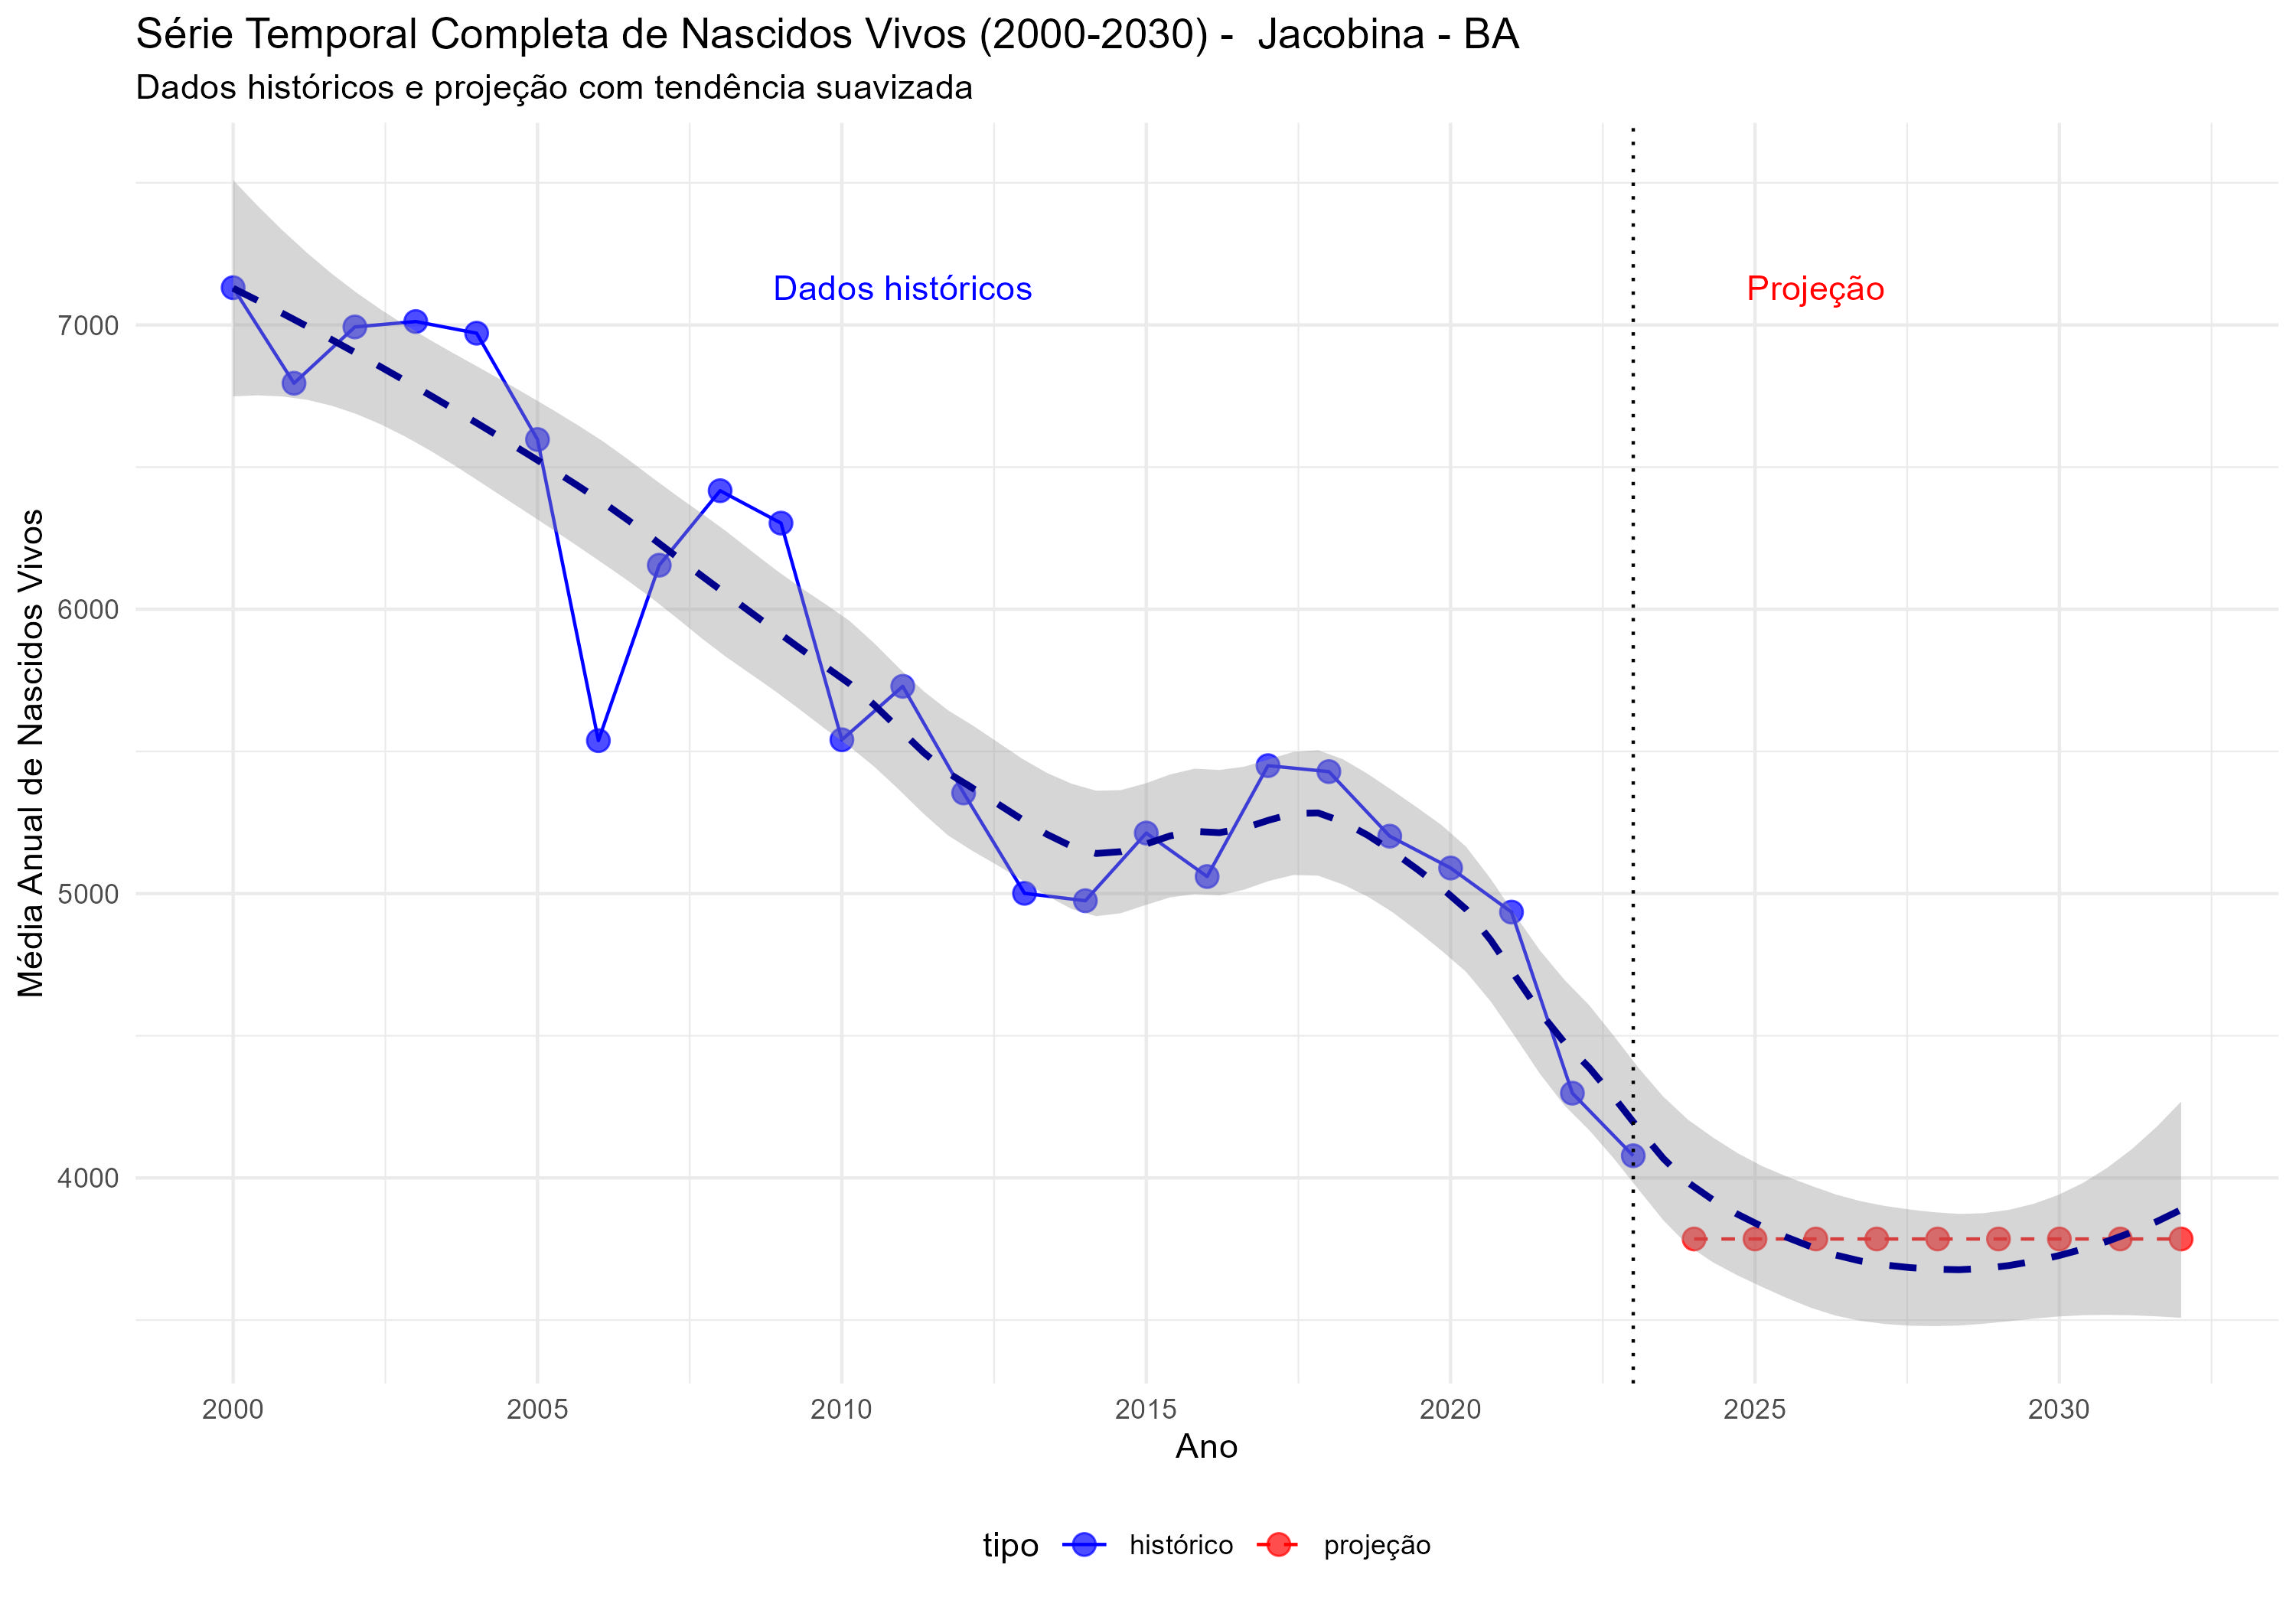 Série Temporal Completa de Nascidos Vivos (2000-2030) -  Jacobina - BA
Dados históricos e projeção com tendência suavizada
Dados históricos
Projeção
Média Anual de Nascidos Vivos
7000
6000
5000
4000
2000 2005 2010 2015 2020 2025 2030
Ano
tipo histórico projeção